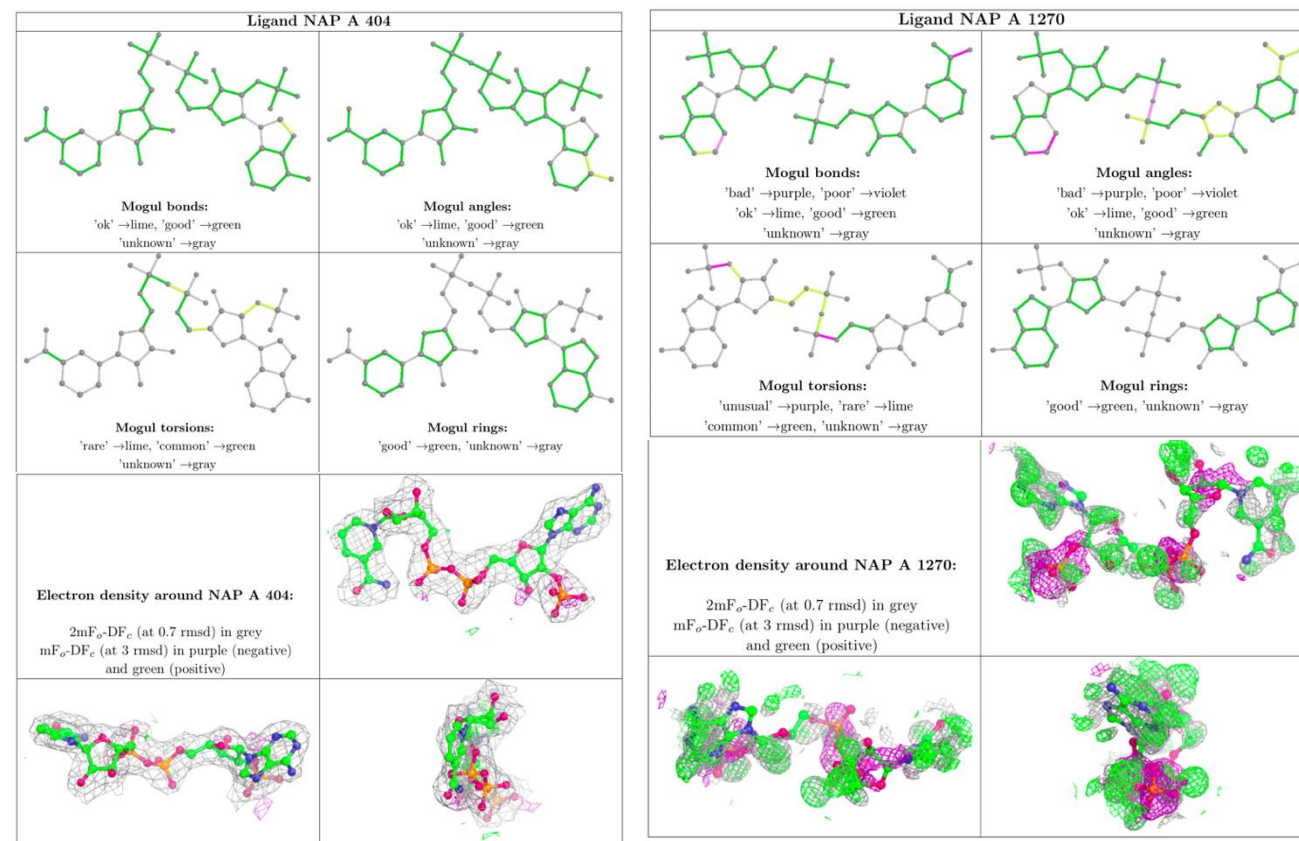 Ligand NAP A 404
Mogul bonds:
'ok' →lime, 'good' →green
'unknown' →gray
Mogul angles:
'ok' →lime, 'good' →green
'unknown' →gray
Mogul torsions:
'rare' →lime, 'common' →green
'unknown' →gray
Mogul rings:
'good' →green, 'unknown' →gray
Electron density around NAP A 404:
2mFₒ-DF꜀ (at 0.7 rmsd) in grey
mFₒ-DF꜀ (at 3 rmsd) in purple (negative)
and green (positive)
Ligand NAP A 1270
Mogul bonds:
'bad' →purple, 'poor' →violet
'ok' →lime, 'good' →green
'unknown' →gray
Mogul angles:
'bad' →purple, 'poor' →violet
'ok' →lime, 'good' →green
'unknown' →gray
Mogul torsions:
'unusual' →purple, 'rare' →lime
'common' →green, 'unknown' →gray
Mogul rings:
'good' →green, 'unknown' →gray
Electron density around NAP A 1270:
2mFₒ-DF꜀ (at 0.7 rmsd) in grey
mFₒ-DF꜀ (at 3 rmsd) in purple (negative)
and green (positive)